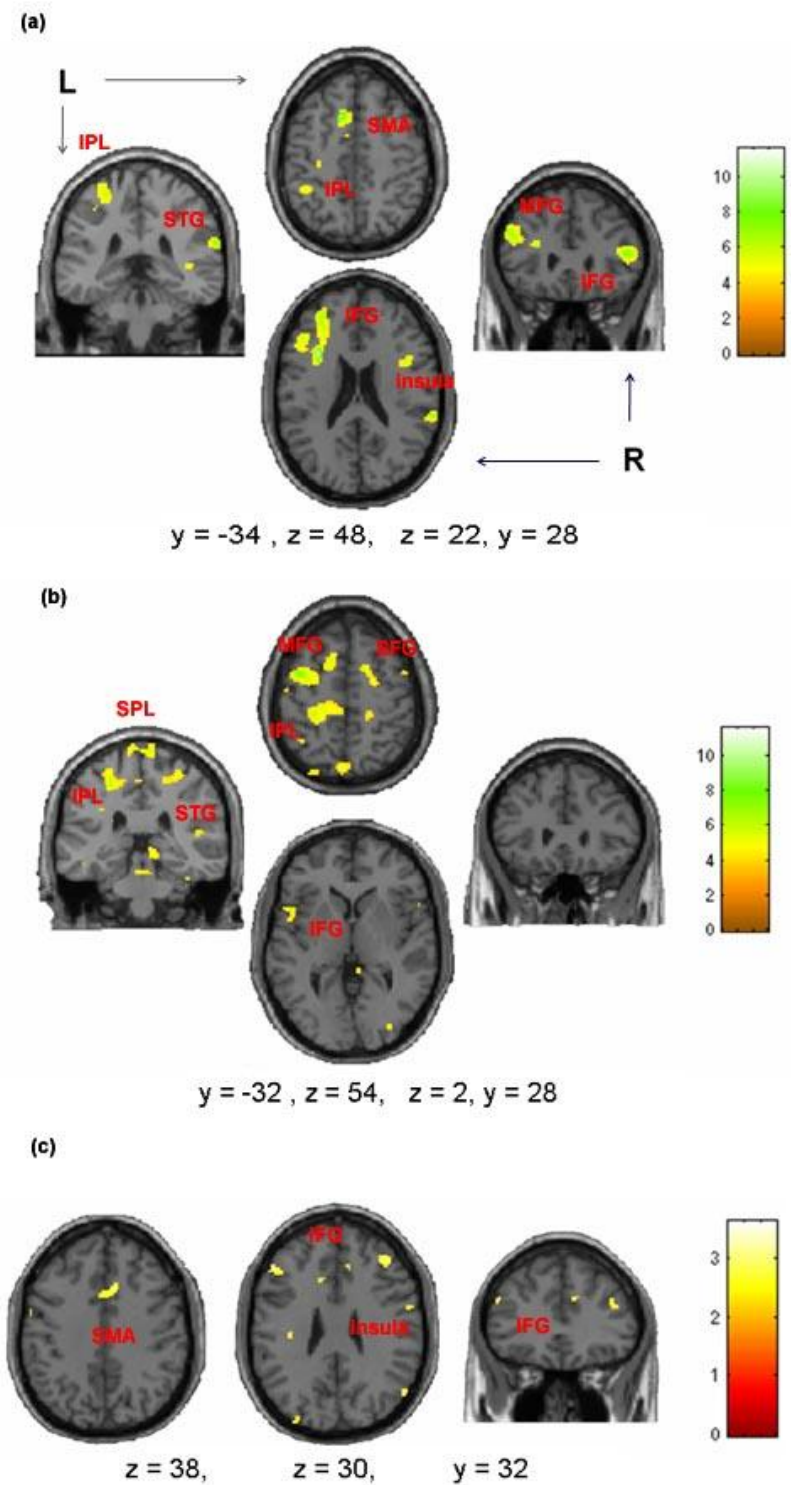 (a)
L
IPL
STG
SMA
IPL
MFG
IFG
10
8
6
4
2
0
IFG
insula
R
y = -34 , z = 48, z = 22, y = 28
(b)
SPL
IPL
STG
MFG
SFG
IPL
IFG
10
8
6
4
2
0
y = -32 , z = 54, z = 2, y = 28
(c)
SMA
IFG
insula
IFG
3
2
1
0
z = 38, z = 30, y = 32